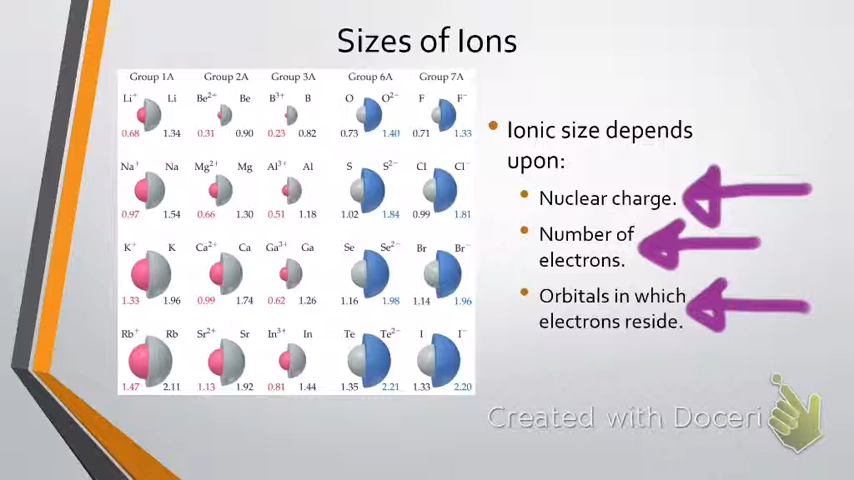 Sizes of Ions
Group 1A Group 2A Group 3A Group 6A Group 7A
Li⁺ Li Be²⁺ Be B³⁺ B O O²⁻ F F⁻
0.68 1.34 0.31 0.90 0.23 0.82 0.73 1.40 0.71 1.33
Na⁺ Na Mg²⁺ Mg Al³⁺ Al S S²⁻ Cl Cl⁻
0.97 1.54 0.66 1.30 0.51 1.18 1.02 1.84 0.99 1.81
K⁺ K Ca²⁺ Ca Ga³⁺ Ga Se Se²⁻ Br Br⁻
1.33 1.96 0.99 1.74 0.62 1.26 1.16 1.98 1.14 1.96
Rb⁺ Rb Sr²⁺ Sr In³⁺ In Te Te²⁻ I I⁻
1.47 2.11 1.13 1.92 0.81 1.44 1.35 2.21 1.33 2.20
• Ionic size depends
upon:
• Nuclear charge.
• Number of
electrons.
• Orbitals in which
electrons reside.
Created with Doceri